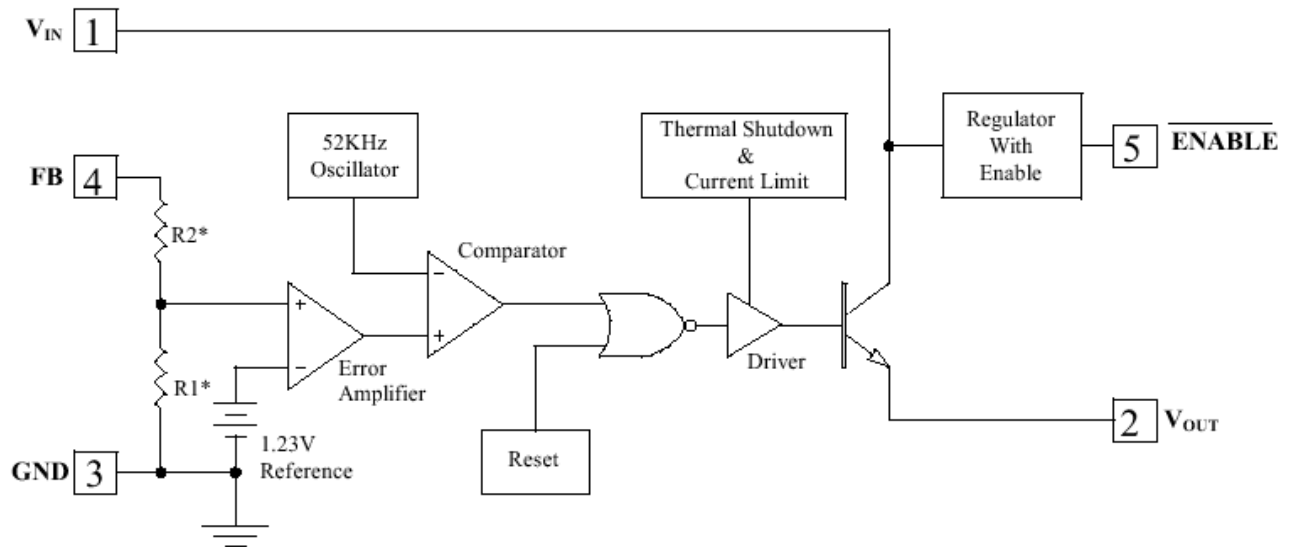 VIN 1
52KHz
Oscillator
Thermal Shutdown
&
Current Limit
Regulator
With
Enable
5 ENABLE
FB 4
R2*
Comparator
−
+
+
−
Error
Amplifier
R1*
Driver
1.23V
Reference
Reset
2 VOUT
GND 3